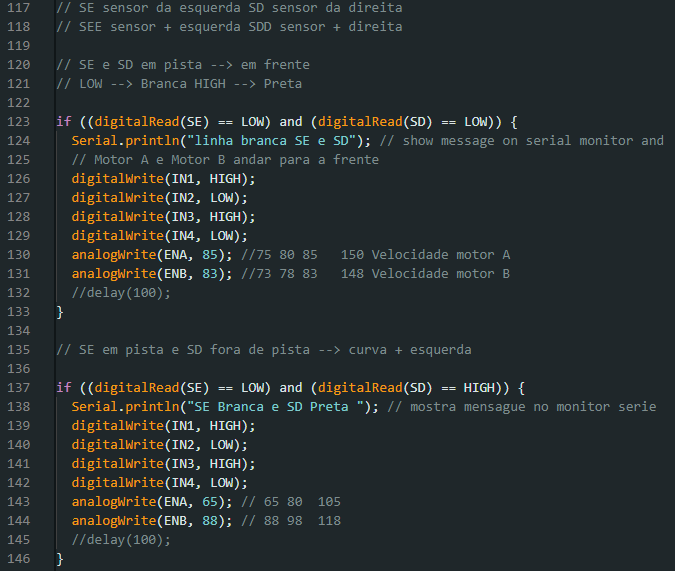 117 // SE sensor da esquerda SD sensor da direita
118 // SEE sensor + esquerda SDD sensor + direita
119
120 // SE e SD em pista --> em frente
121 // LOW --> Branca HIGH --> Preta
122
123 if ((digitalRead(SE) == LOW) and (digitalRead(SD) == LOW)) {
124 Serial.println("linha branca SE e SD"); // show message on serial monitor and
125 // Motor A e Motor B andar para a frente
126 digitalWrite(IN1, HIGH);
127 digitalWrite(IN2, LOW);
128 digitalWrite(IN3, HIGH);
129 digitalWrite(IN4, LOW);
130 analogWrite(ENA, 85); //75 80 85   150 Velocidade motor A
131 analogWrite(ENB, 83); //73 78 83   148 Velocidade motor B
132 //delay(100);
133 }
134
135 // SE em pista e SD fora de pista --> curva + esquerda
136
137 if ((digitalRead(SE) == LOW) and (digitalRead(SD) == HIGH)) {
138 Serial.println("SE Branca e SD Preta "); // mostra mensague no monitor serie
139 digitalWrite(IN1, HIGH);
140 digitalWrite(IN2, LOW);
141 digitalWrite(IN3, HIGH);
142 digitalWrite(IN4, LOW);
143 analogWrite(ENA, 65); // 65 80  105
144 analogWrite(ENB, 88); // 88 98  118
145 //delay(100);
146 }